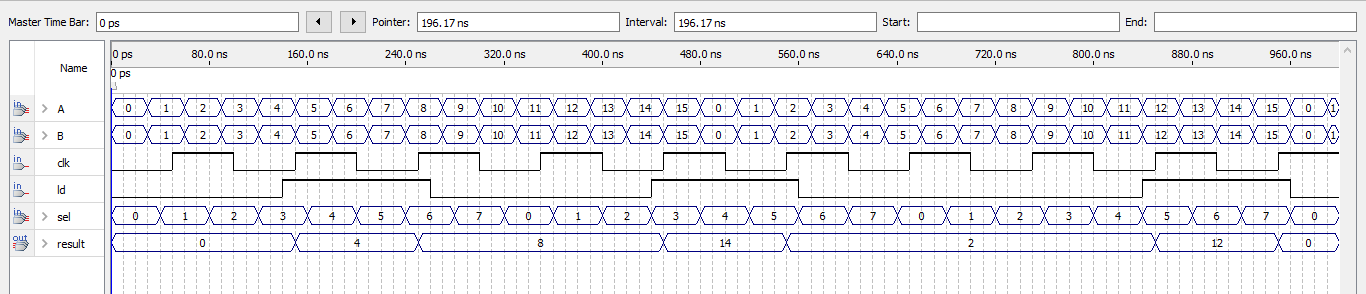 Master Time Bar: 0 ps Pointer: 196.17 ns Interval: 196.17 ns Start: End:
Name 0 ps 80.0 ns 160.0 ns 240.0 ns 320.0 ns 400.0 ns 480.0 ns 560.0 ns 640.0 ns 720.0 ns 800.0 ns 880.0 ns 960.0 ns
0 ps
in > A 0 1 2 3 4 5 6 7 8 9 10 11 12 13 14 15 0 1 2 3 4 5 6 7 8 9 10 11 12 13 14 15 0 1
in > B 0 1 2 3 4 5 6 7 8 9 10 11 12 13 14 15 0 1 2 3 4 5 6 7 8 9 10 11 12 13 14 15 0 1
in clk
in ld
in > sel 0 1 2 3 4 5 6 7 0 1 2 3 4 5 6 7 0 1 2 3 4 5 6 7 0
out > result 0 4 8 14 2 12 0